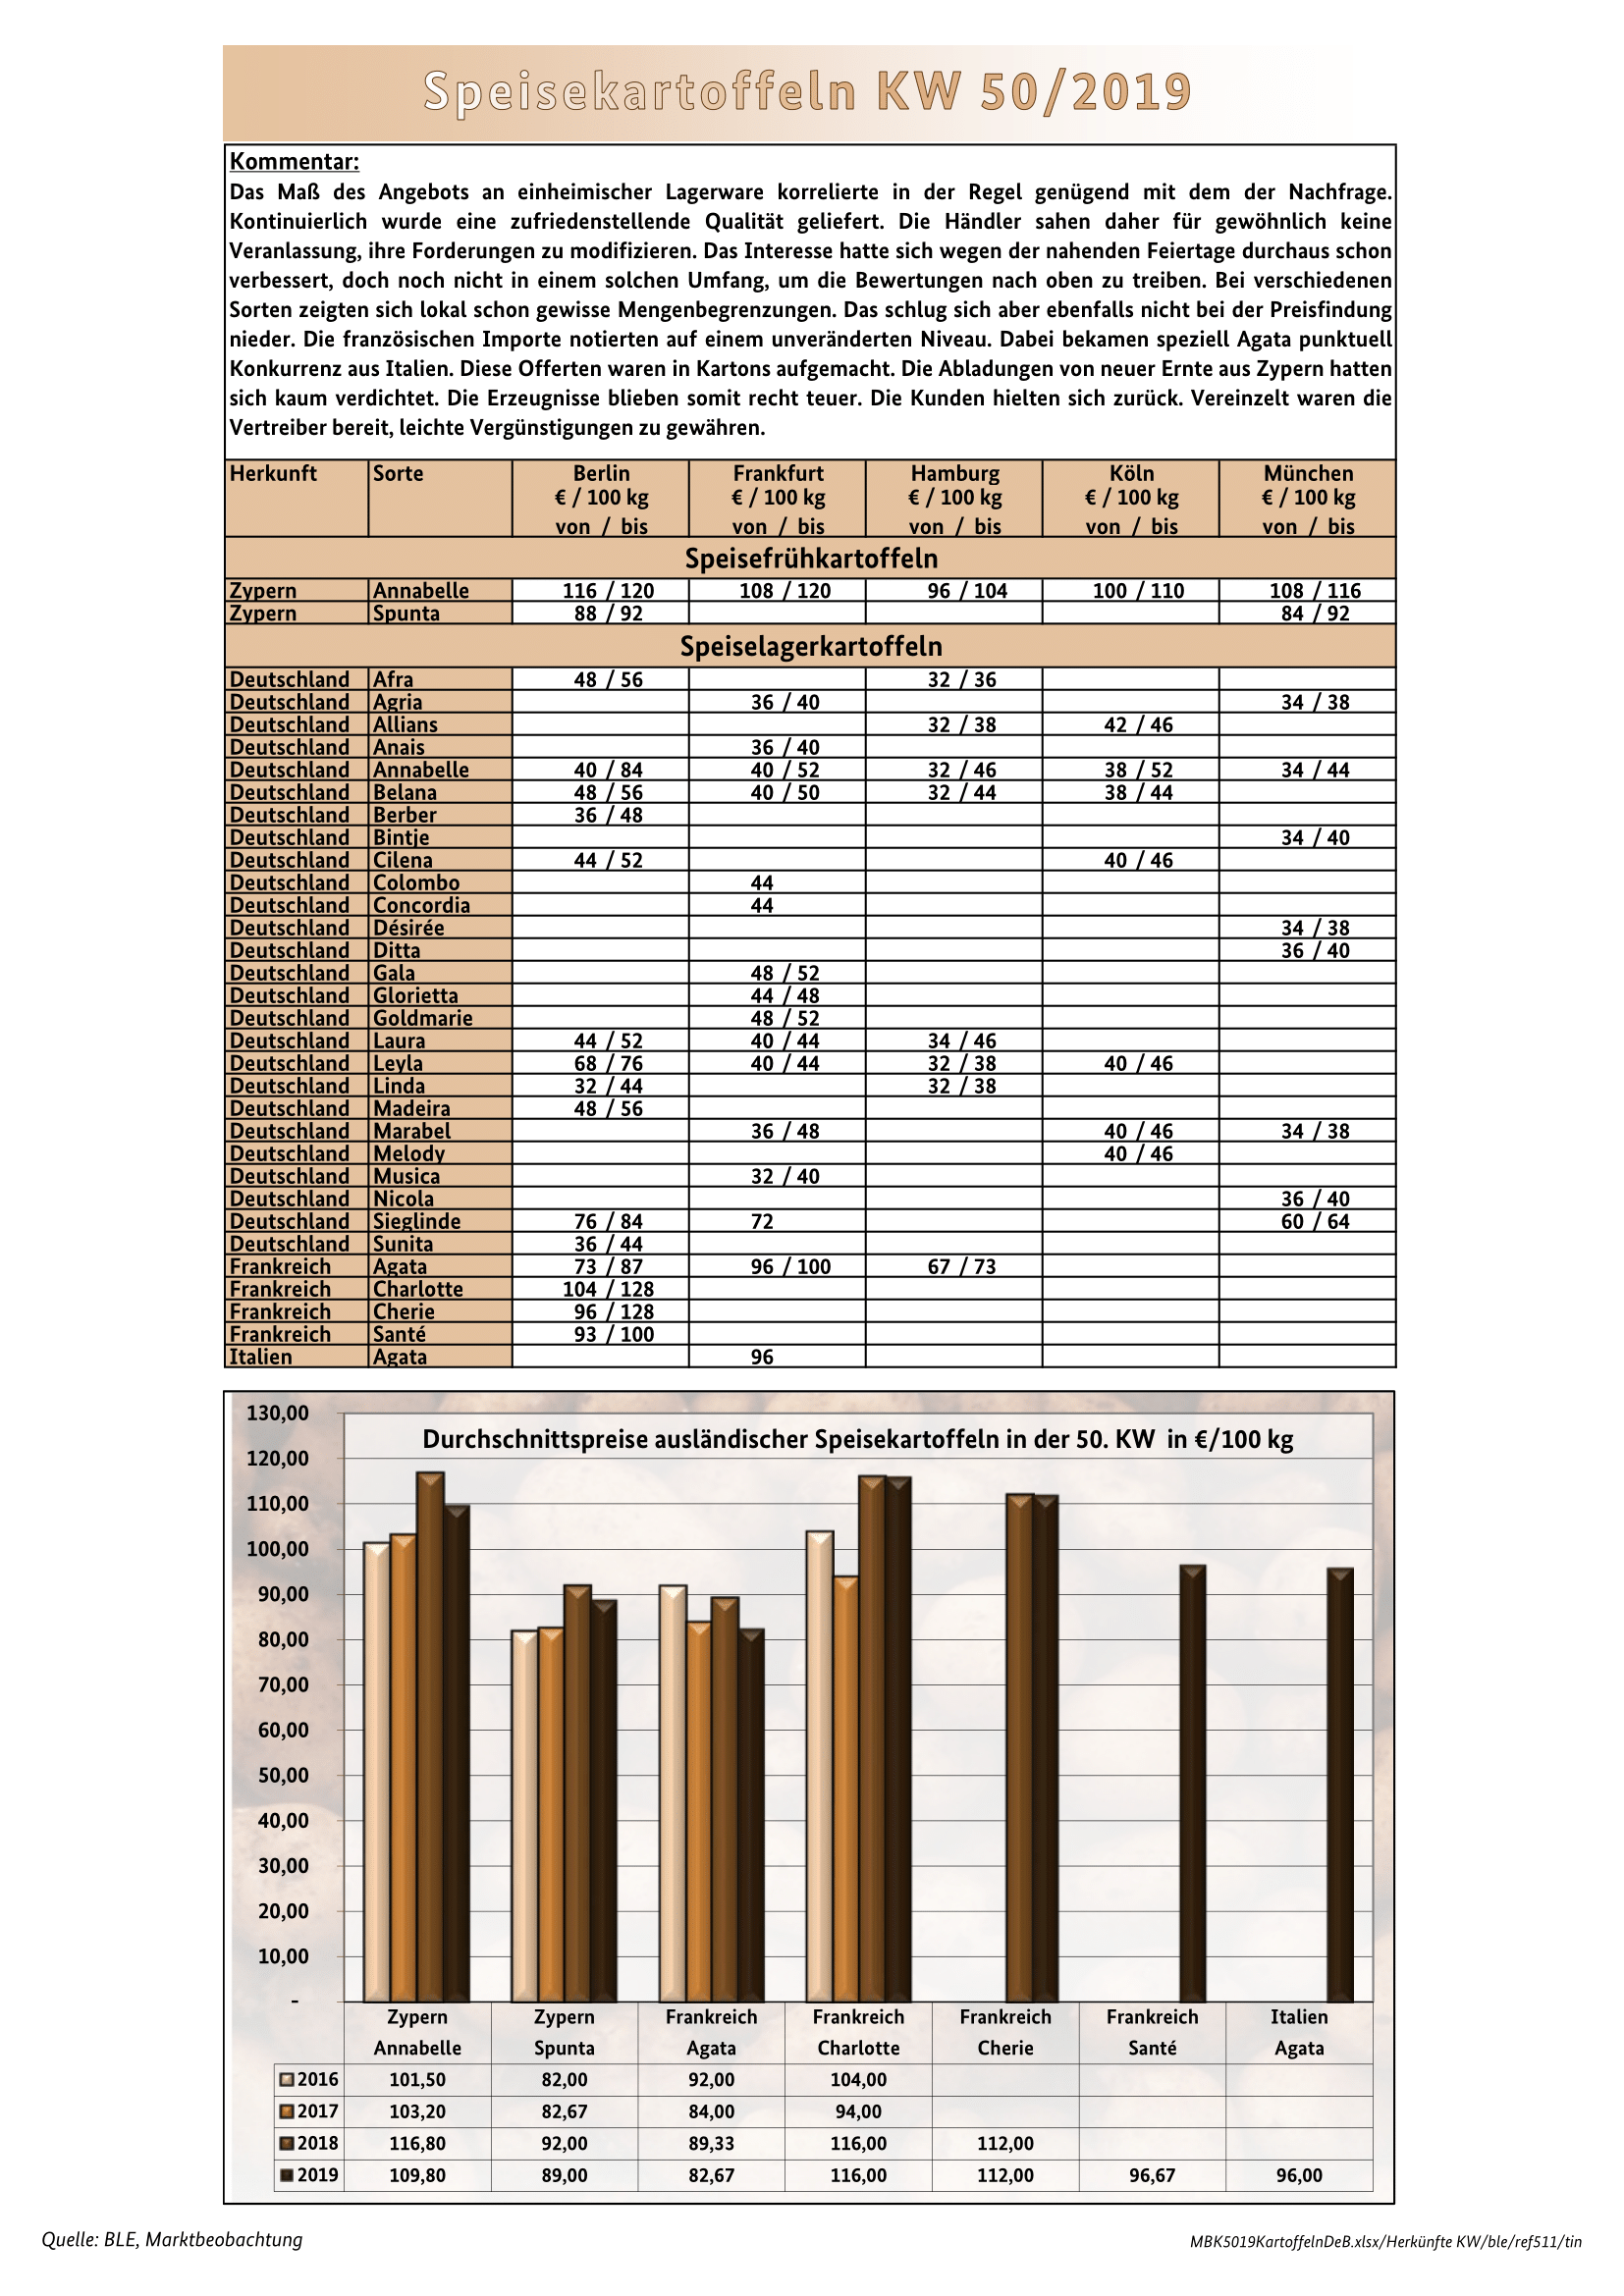 Speisekartoffeln KW 50/2019
Kommentar:
Das Maß des Angebots an einheimischer Lagerware korrelierte in der Regel genügend mit dem der Nachfrage.
Kontinuierlich wurde eine zufriedenstellende Qualität geliefert. Die Händler sahen daher für gewöhnlich keine
Veranlassung, ihre Forderungen zu modifizieren. Das Interesse hatte sich wegen der nahenden Feiertage durchaus schon
verbessert, doch noch nicht in einem solchen Umfang, um die Bewertungen nach oben zu treiben. Bei verschiedenen
Sorten zeigten sich lokal schon gewisse Mengenbegrenzungen. Das schlug sich aber ebenfalls nicht bei der Preisfindung
nieder. Die französischen Importe notierten auf einem unveränderten Niveau. Dabei bekamen speziell Agata punktuell
Konkurrenz aus Italien. Diese Offerten waren in Kartons aufgemacht. Die Abladungen von neuer Ernte aus Zypern hatten
sich kaum verdichtet. Die Erzeugnisse blieben somit recht teuer. Die Kunden hielten sich zurück. Vereinzelt waren die
Vertreiber bereit, leichte Vergünstigungen zu gewähren.
Herkunft Sorte Berlin Frankfurt Hamburg Köln München
€ / 100 kg € / 100 kg € / 100 kg € / 100 kg € / 100 kg
von / bis von / bis von / bis von / bis von / bis
Speisefrühkartoffeln
Zypern Annabelle 116 / 120 108 / 120 96 / 104 100 / 110 108 / 116
Zypern Spunta 88 / 92 84 / 92
Speiselagerkartoffeln
Deutschland Afra 48 / 56 32 / 36
Deutschland Agria 36 / 40 34 / 38
Deutschland Allians 32 / 38 42 / 46
Deutschland Anais 36 / 40
Deutschland Annabelle 40 / 84 40 / 52 32 / 46 38 / 52 34 / 44
Deutschland Belana 48 / 56 40 / 50 32 / 44 38 / 44
Deutschland Berber 36 / 48
Deutschland Bintje 34 / 40
Deutschland Cilena 44 / 52 40 / 46
Deutschland Colombo 44
Deutschland Concordia 44
Deutschland Désirée 34 / 38
Deutschland Ditta 36 / 40
Deutschland Gala 48 / 52
Deutschland Glorietta 44 / 48
Deutschland Goldmarie 48 / 52
Deutschland Laura 44 / 52 40 / 44 34 / 46
Deutschland Leyla 68 / 76 40 / 44 32 / 38 40 / 46
Deutschland Linda 32 / 44 32 / 38
Deutschland Madeira 48 / 56
Deutschland Marabel 36 / 48 40 / 46 34 / 38
Deutschland Melody 40 / 46
Deutschland Musica 32 / 40
Deutschland Nicola 36 / 40
Deutschland Sieglinde 76 / 84 72 60 / 64
Deutschland Sunita 36 / 44
Frankreich Agata 73 / 87 96 / 100 67 / 73
Frankreich Charlotte 104 / 128
Frankreich Cherie 96 / 128
Frankreich Santé 93 / 100
Italien Agata 96
Durchschnittspreise ausländischer Speisekartoffeln in der 50. KW in €/100 kg
130,00
120,00
110,00
100,00
90,00
80,00
70,00
60,00
50,00
40,00
30,00
20,00
10,00
-
Zypern Zypern Frankreich Frankreich Frankreich Frankreich Italien
Annabelle Spunta Agata Charlotte Cherie Santé Agata
2016 101,50 82,00 92,00 104,00
2017 103,20 82,67 84,00 94,00
2018 116,80 92,00 89,33 116,00 112,00
2019 109,80 89,00 82,67 116,00 112,00 96,67 96,00
Quelle: BLE, Marktbeobachtung
MBK5019KartoffelnDeB.xlsx/Herkünfte KW/ble/ref511/tin